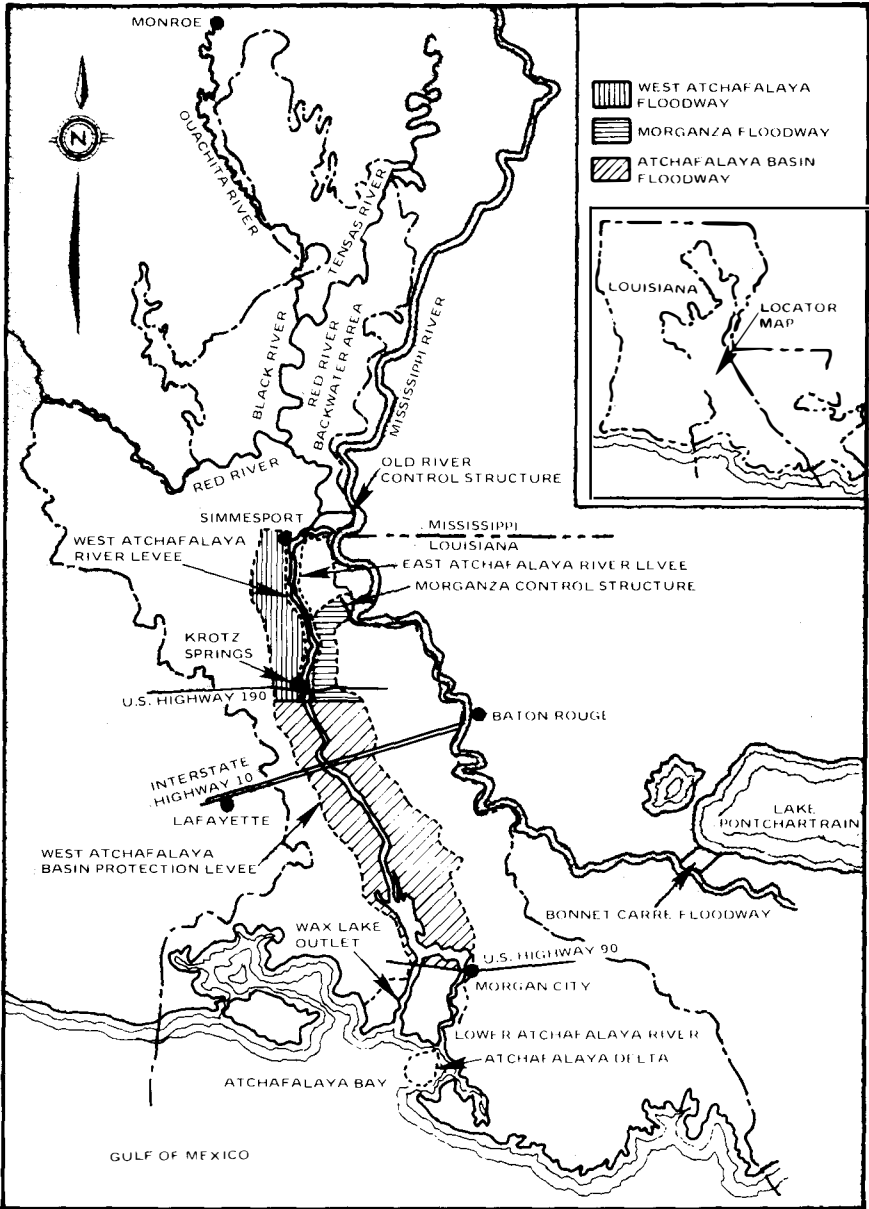 MONROE
N
OUACHITA RIVER
TENSAS RIVER
BLACK RIVER
RED RIVER
BACKWATER AREA
MISSISSIPPI RIVER
RED RIVER
WEST ATCHAFALAYA
FLOODWAY
MORGANZA FLOODWAY
ATCHAFALAYA BASIN
FLOODWAY
LOUISIANA
LOCATOR
MAP
OLD RIVER
CONTROL STRUCTURE
SIMMESPORT
MISSISSIPPI
LOUISIANA
WEST ATCHAFALAYA
RIVER LEVEE
EAST ATCHAFALAYA RIVER LEVEE
MORGANZA CONTROL STRUCTURE
KROTZ
SPRINGS
U.S. HIGHWAY 190
BATON ROUGE
INTERSTATE
HIGHWAY 10
LAFAYETTE
LAKE
PONTCHARTRAIN
WEST ATCHAFALAYA
BASIN PROTECTION LEVEE
BONNET CARRE FLOODWAY
WAX LAKE
OUTLET
U.S. HIGHWAY 90
MORGAN CITY
LOWER ATCHAFALAYA RIVER
ATCHAFALAYA DELTA
ATCHAFALAYA BAY
GULF OF MEXICO